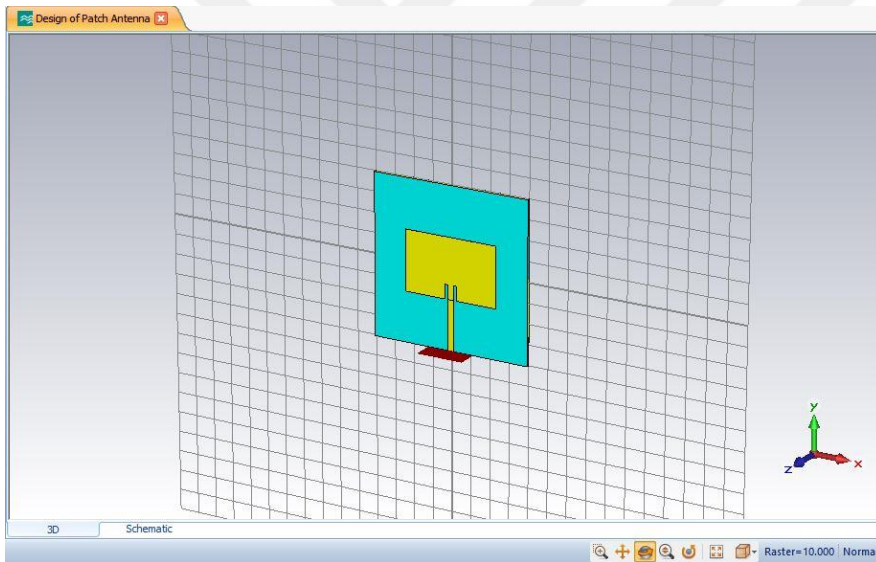 Design of Patch Antenna
y
x
z
3D Schematic
Raster=10.000 Norma